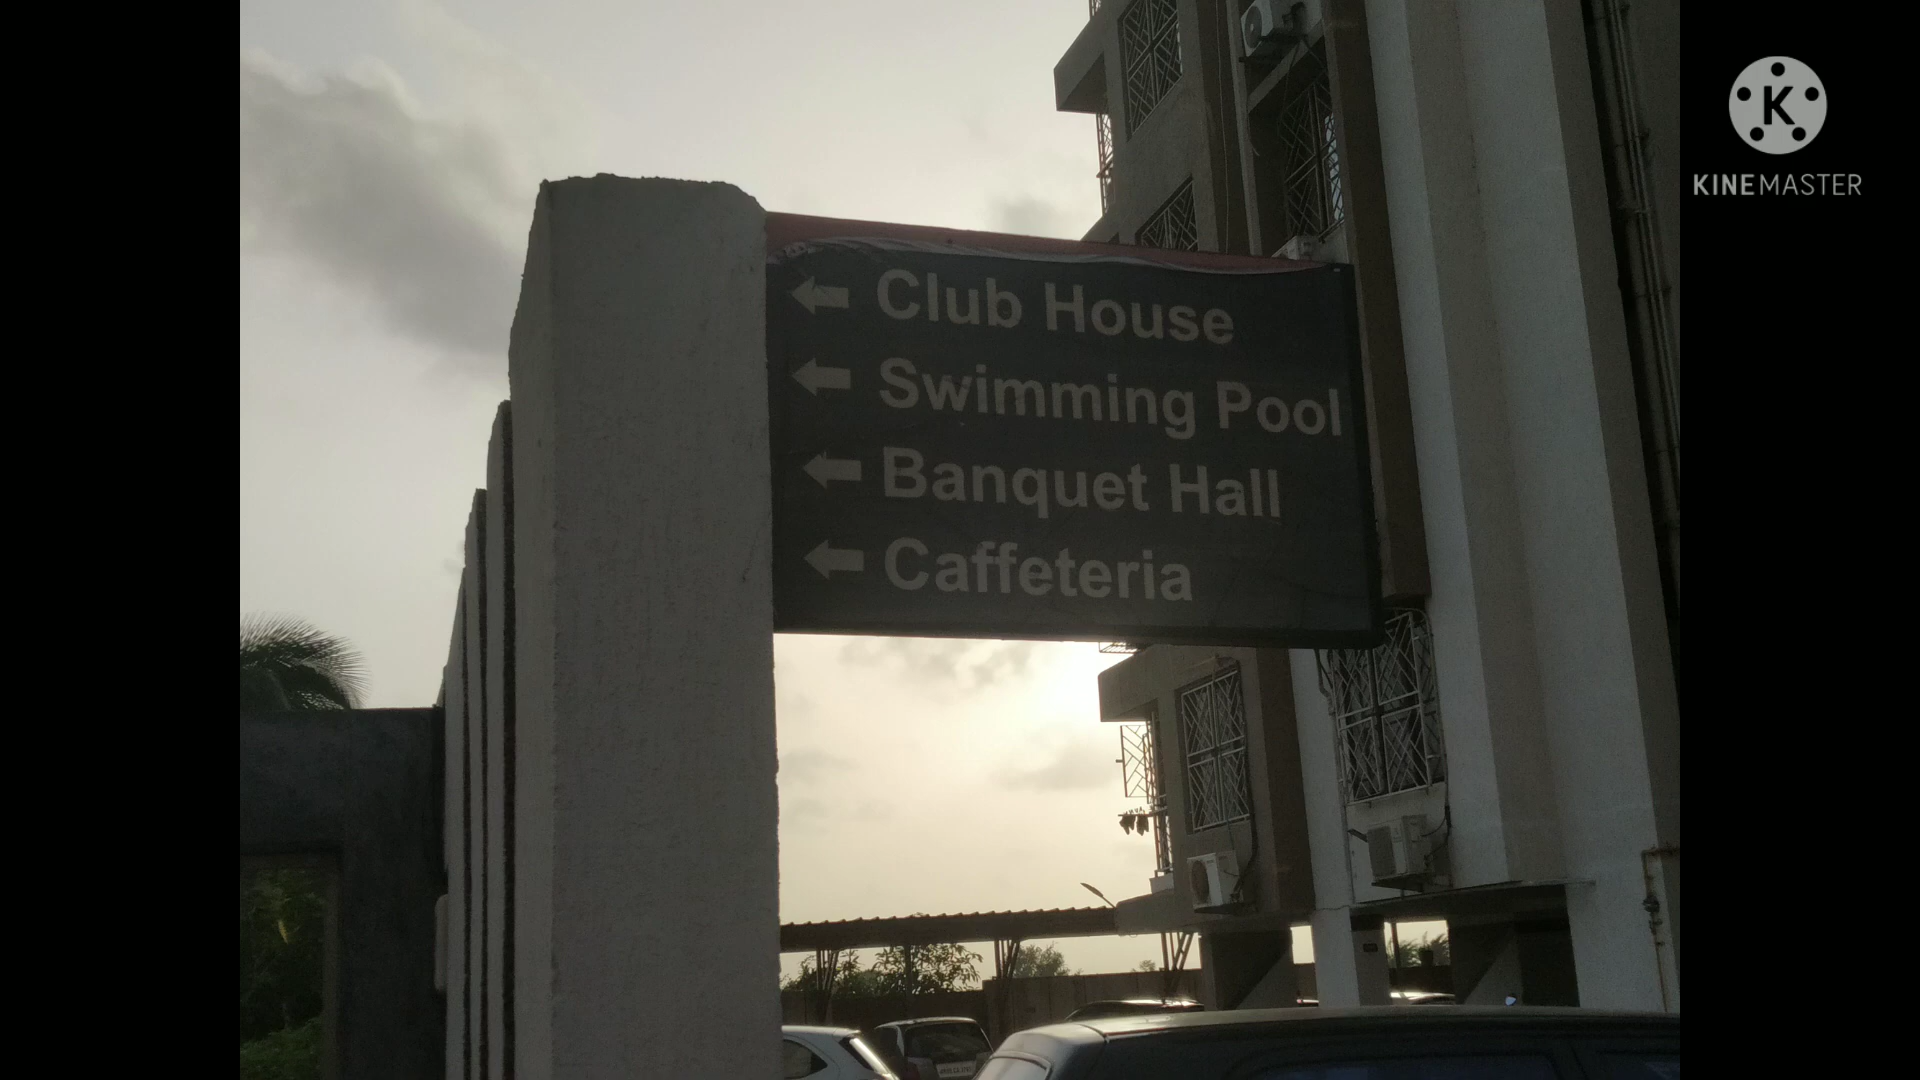 Club House
Swimming Pool
Banquet Hall
Caffeteria
K
KINEMASTER